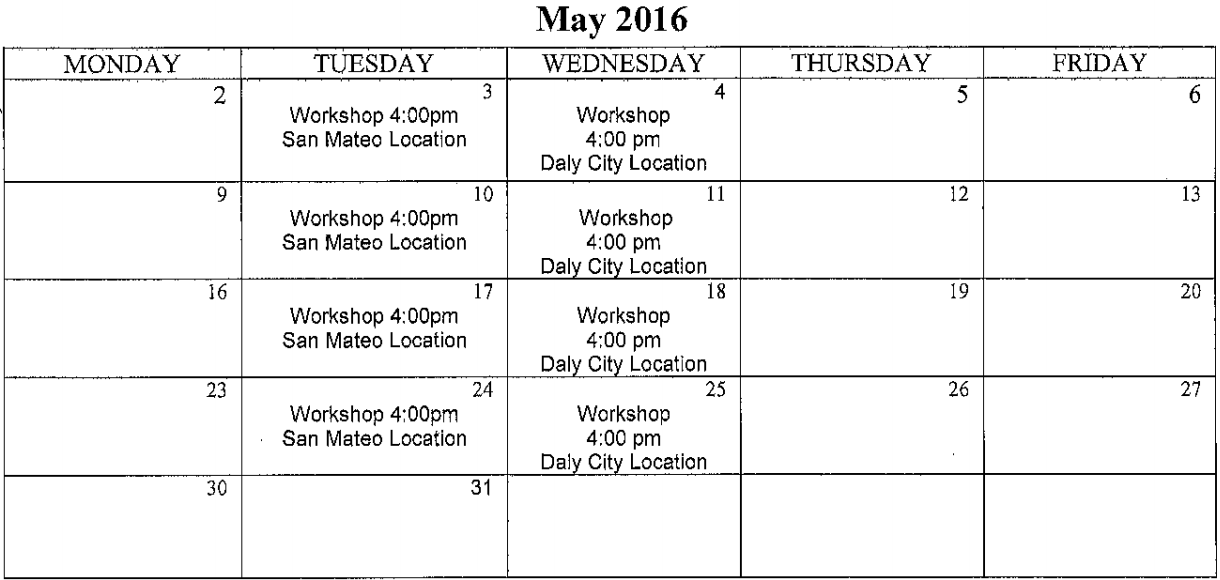 May 2016
MONDAY TUESDAY WEDNESDAY THURSDAY FRIDAY
2 3 4 5 6
Workshop 4:00pm Workshop
San Mateo Location 4:00 pm
Daly City Location
9 10 11 12 13
Workshop 4:00pm Workshop
San Mateo Location 4:00 pm
Daly City Location
16 17 18 19 20
Workshop 4:00pm Workshop
San Mateo Location 4:00 pm
Daly City Location
23 24 25 26 27
Workshop 4:00pm Workshop
San Mateo Location 4:00 pm
Daly City Location
30 31